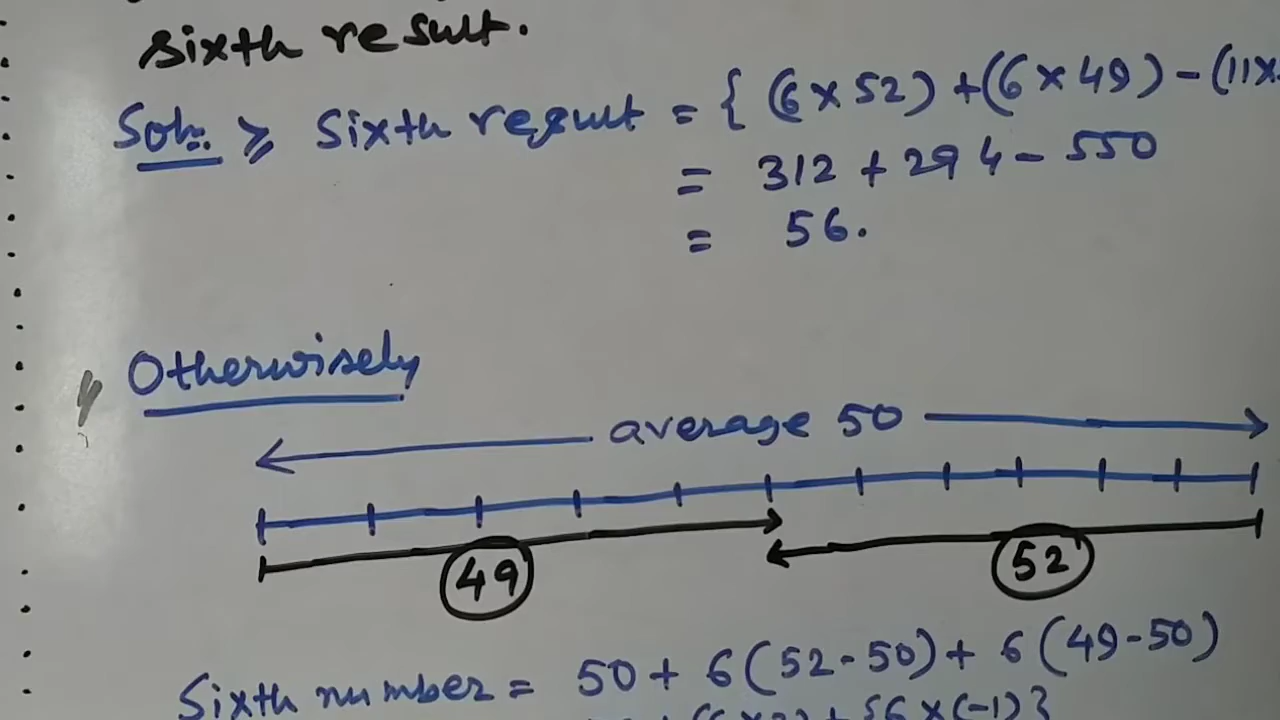 sixth result.
Soln. ⩾ Sixth result = { (6 × 52) + (6 × 49) - (11×
= 312 + 294 - 550
= 56.
Otherwisely
average 50
49
52
Sixth number = 50 + 6 (52-50) + 6 (49-50)